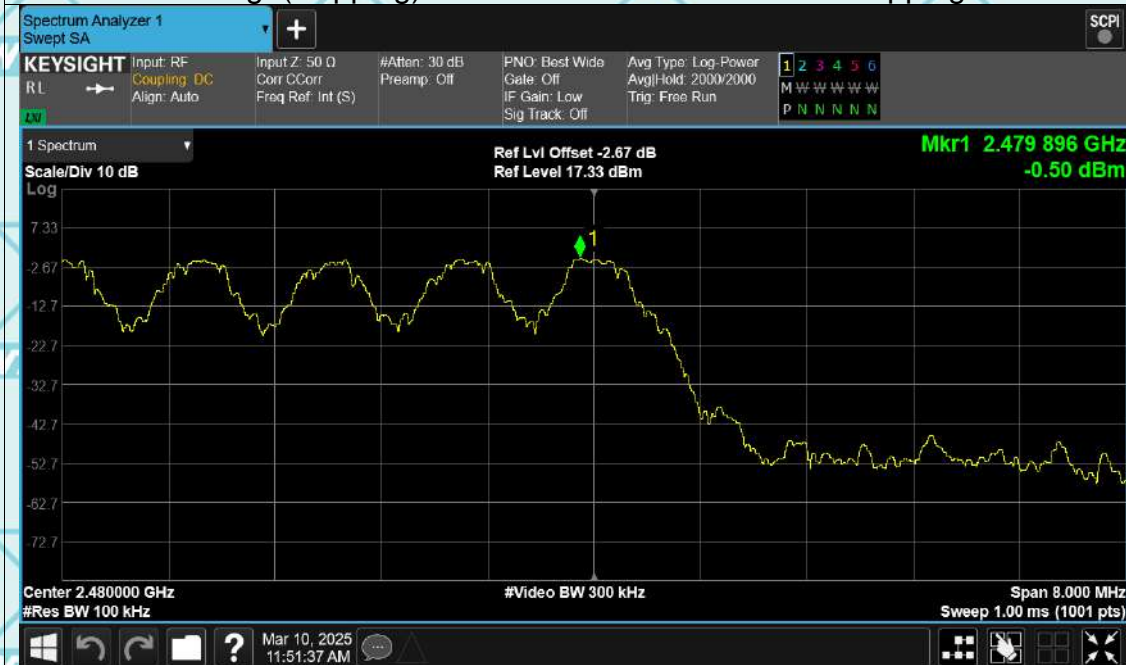 Spectrum Analyzer 1
Swept SA
+
SCPI
KEYSIGHT
RL
LXI
Input: RF
Coupling: DC
Align: Auto
Input Z: 50 Ω
Corr CCorr
Freq Ref: Int (S)
#Atten: 30 dB
Preamp: Off
PNO: Best Wide
Gate: Off
IF Gain: Low
Sig Track: Off
Avg Type: Log-Power
Avg|Hold: 2000/2000
Trig: Free Run
1 2 3 4 5 6
M W W W W W W
P N N N N N N
1 Spectrum
Scale/Div 10 dB
Log
Ref Lvl Offset -2.67 dB
Ref Level 17.33 dBm
Mkr1 2.479 896 GHz
-0.50 dBm
7.33
-2.67
-12.7
-22.7
-32.7
-42.7
-52.7
-62.7
-72.7
1
Center 2.480000 GHz
#Res BW 100 kHz
#Video BW 300 kHz
Span 8.000 MHz
Sweep 1.00 ms (1001 pts)
?
Mar 10, 2025
11:51:37 AM